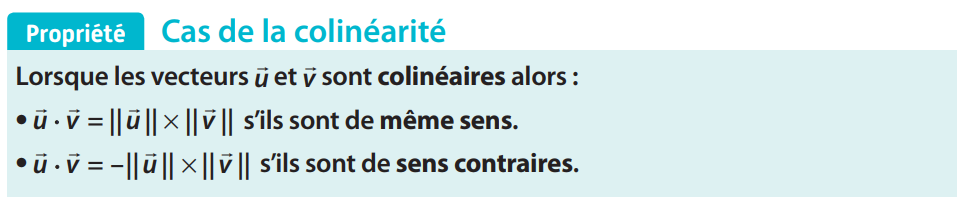 Propriété Cas de la colinéarité
Lorsque les vecteurs u⃗ et v⃗ sont colinéaires alors :
• u⃗ · v⃗ = ||u⃗ || × ||v⃗ || s’ils sont de même sens.
• u⃗ · v⃗ = –||u⃗ || × ||v⃗ || s’ils sont de sens contraires.